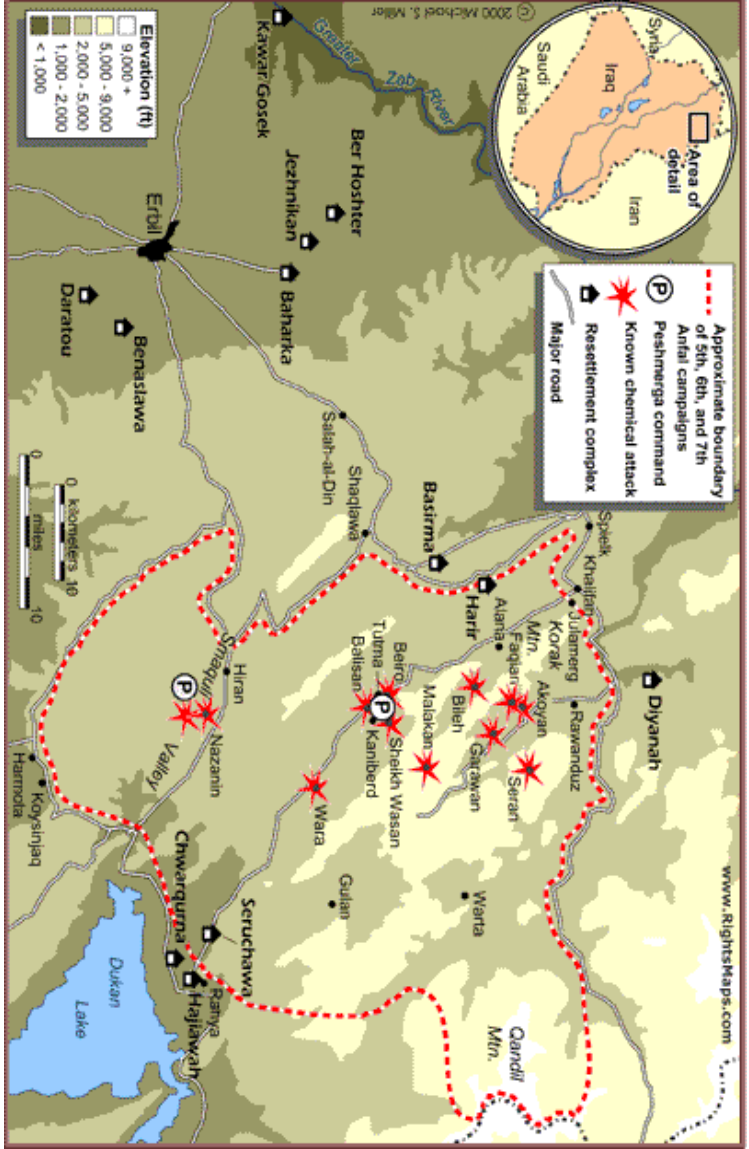 © 2000 Michael S. Miller
www.RightsMaps.com
Syria
Iraq
Iran
Saudi
Arabia
Area of
detail
Approximate boundary
of 5th, 6th, and 7th
Anfal campaigns
P
Peshmerga command
Known chemical attack
Resettlement complex
Major road
Greater Zab River
Kawar Gosek
Ber Hoshter
Jezhnikan
Baharka
Erbil
Daratou
Benaslawa
Salah-al-Din
Shaqlawa
Basirma
Harir
Spielk
Khalifan
Julamerg
Korak
Mtn.
Alana
Faqian
Akoyan
Rawanduz
Diyanah
Bileh
Garawan
Seran
Malakan
Beiro
Tutma
Balisan
P
Sheikh Wasan
Kaniberd
Wara
Warta
Gulan
Hiran
Smaquli Valley
P
Nazanin
Koysinjaq
Harmota
Chwarqurna
Seruchawa
Hajiawah
Ranya
Dukan
Lake
Qandil
Mtn.
Elevation (ft)
9,000 +
5,000 - 9,000
2,000 - 5,000
1,000 - 2,000
< 1,000
0 kilometers 10
0 miles 10